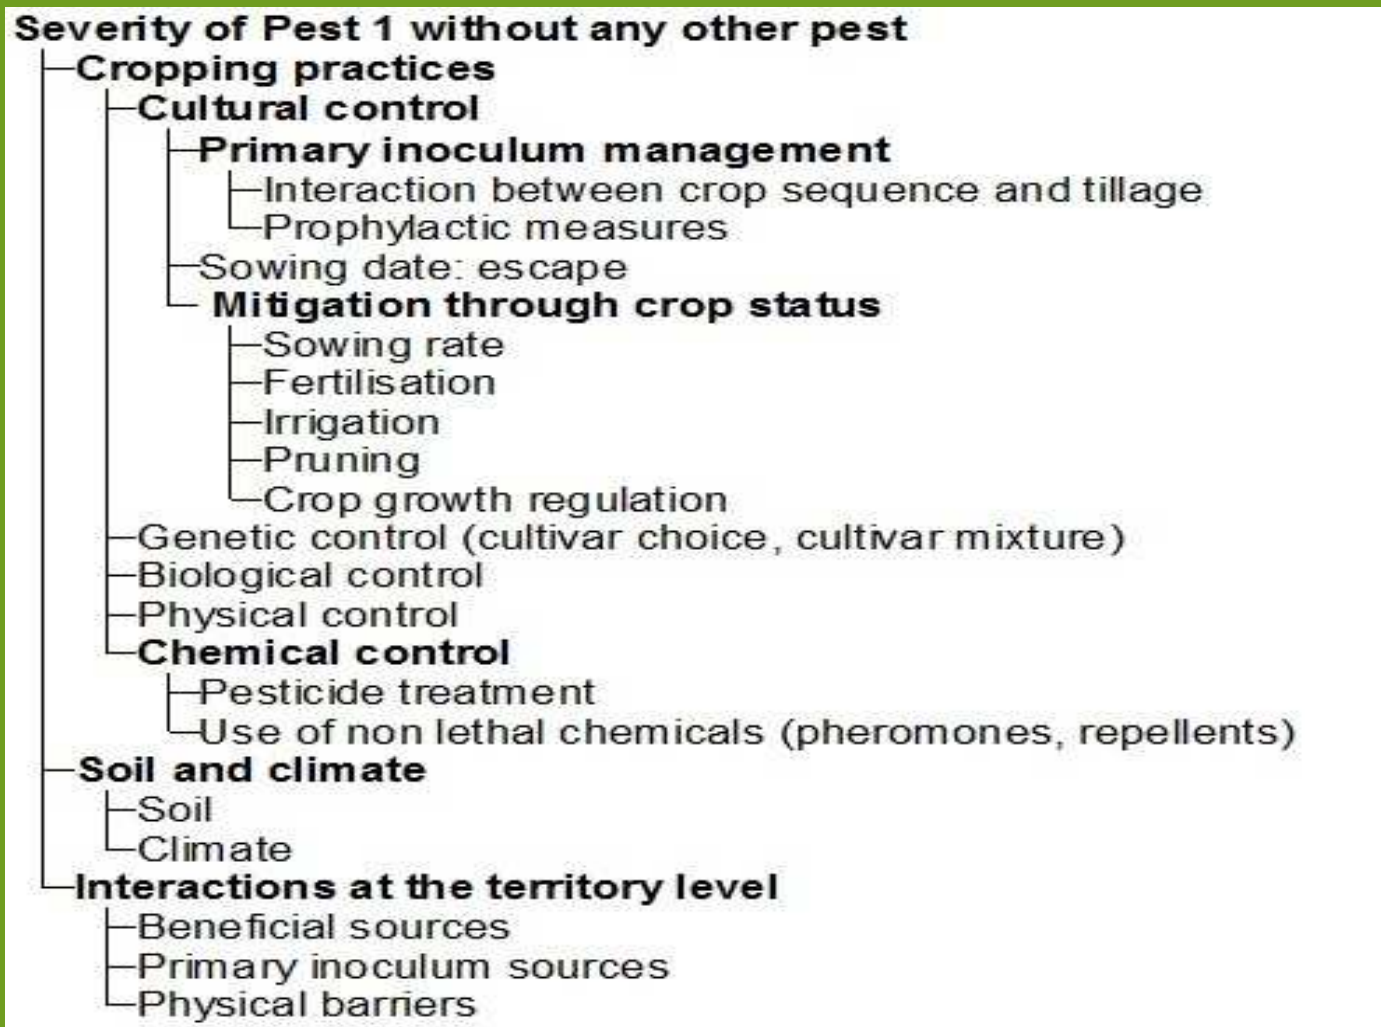 Severity of Pest 1 without any other pest
Cropping practices
Cultural control
Primary inoculum management
Interaction between crop sequence and tillage
Prophylactic measures
Sowing date: escape
Mitigation through crop status
Sowing rate
Fertilisation
Irrigation
Pruning
Crop growth regulation
Genetic control (cultivar choice, cultivar mixture)
Biological control
Physical control
Chemical control
Pesticide treatment
Use of non lethal chemicals (pheromones, repellents)
Soil and climate
Soil
Climate
Interactions at the territory level
Beneficial sources
Primary inoculum sources
Physical barriers